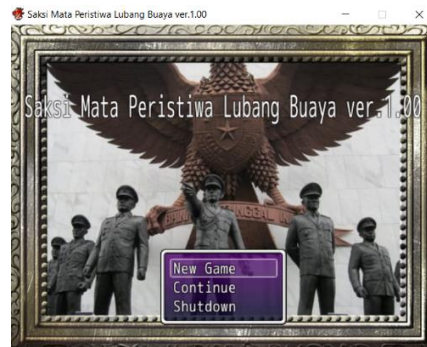 Saksi Mata Peristiwa Lubang Buaya ver.1.00
Saksi Mata Peristiwa Lubang Buaya ver.1.00
New Game
Continue
Shutdown